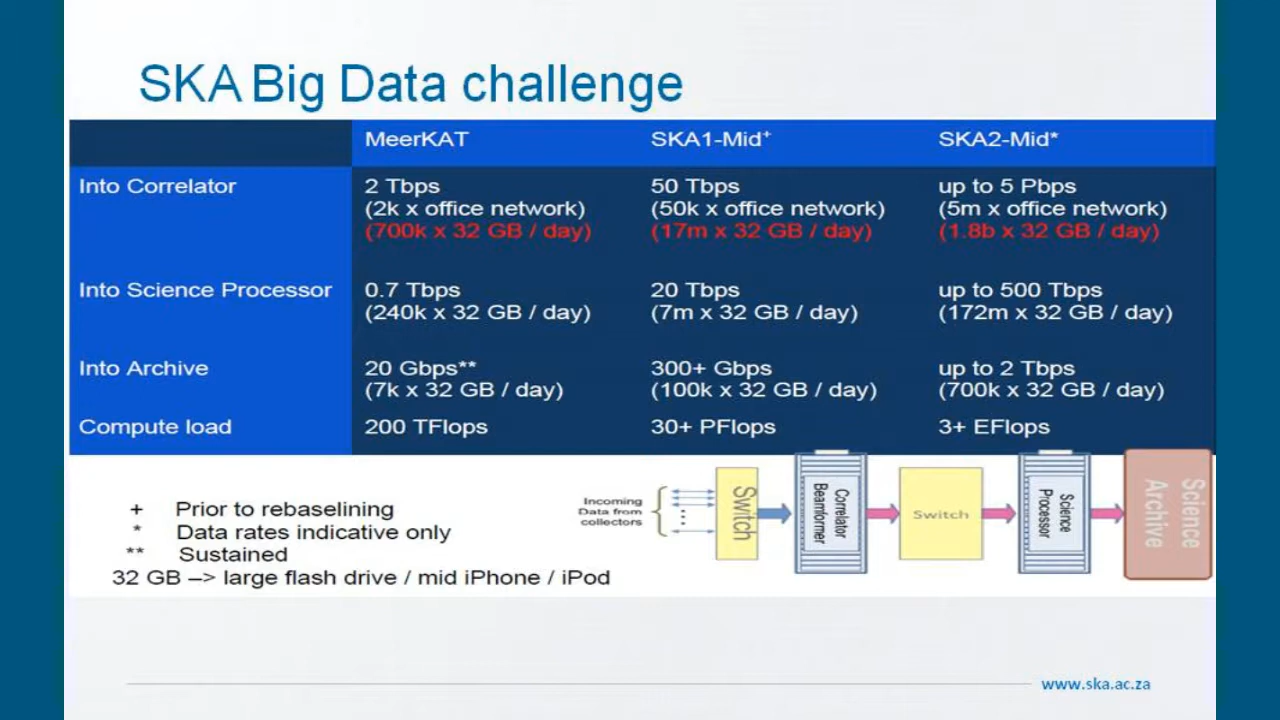 SKA Big Data challenge
MeerKAT
SKA1-Mid+
SKA2-Mid*
Into Correlator
2 Tbps
(2k x office network)
(700k x 32 GB / day)
50 Tbps
(50k x office network)
(17m x 32 GB / day)
up to 5 Pbps
(5m x office network)
(1.8b x 32 GB / day)
Into Science Processor
0.7 Tbps
(240k x 32 GB / day)
20 Tbps
(7m x 32 GB / day)
up to 500 Tbps
(172m x 32 GB / day)
Into Archive
20 Gbps**
(7k x 32 GB / day)
300+ Gbps
(100k x 32 GB / day)
up to 2 Tbps
(700k x 32 GB / day)
Compute load
200 TFlops
30+ PFlops
3+ EFlops
+ Prior to rebaselining
* Data rates indicative only
** Sustained
32 GB –> large flash drive / mid iPhone / iPod
Incoming
Data from
collectors
Switch
Correlator
Beamformer
Switch
Science
Processor
Science
Archive
www.ska.ac.za